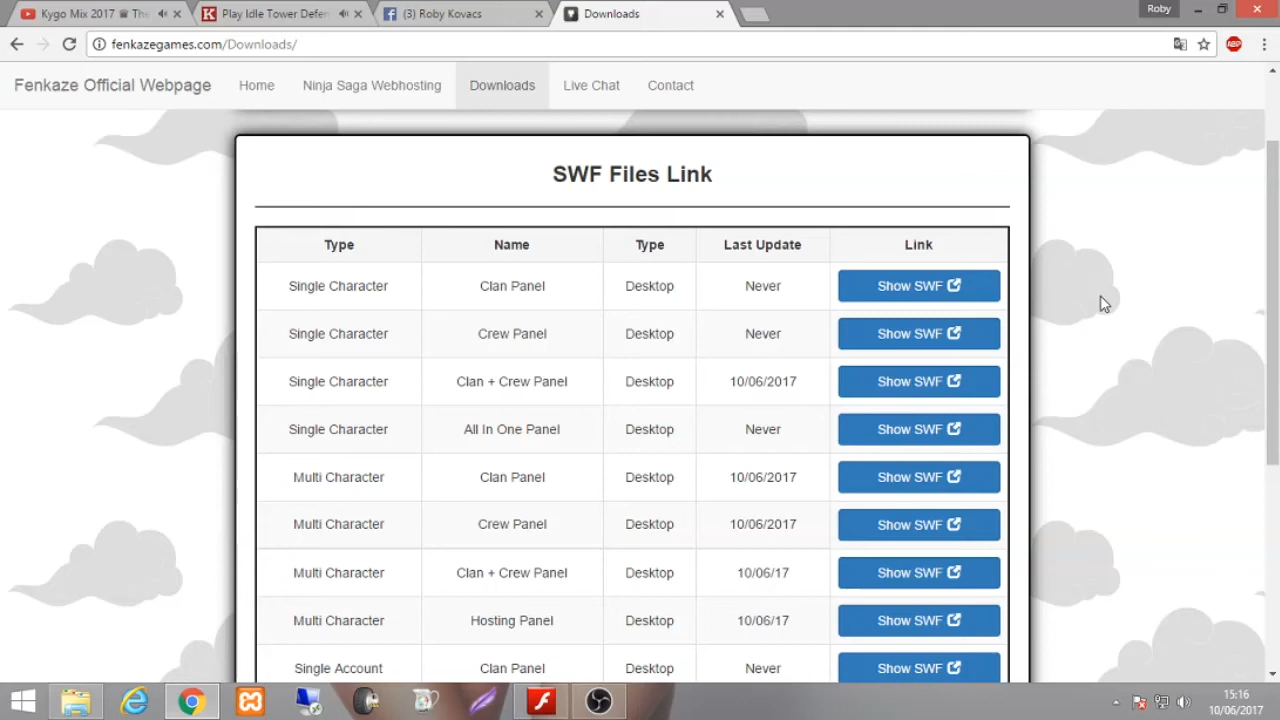 Kygo Mix 2017 ♛ The
Play Idle Tower Defen
(3) Roby Kovacs
Downloads
Roby
fenkazegames.com/Downloads/
ABP
Fenkaze Official Webpage
Home
Ninja Saga Webhosting
Downloads
Live Chat
Contact
SWF Files Link
Type Name Type Last Update Link
Single Character Clan Panel Desktop Never Show SWF
Single Character Crew Panel Desktop Never Show SWF
Single Character Clan + Crew Panel Desktop 10/06/2017 Show SWF
Single Character All In One Panel Desktop Never Show SWF
Multi Character Clan Panel Desktop 10/06/2017 Show SWF
Multi Character Crew Panel Desktop 10/06/2017 Show SWF
Multi Character Clan + Crew Panel Desktop 10/06/17 Show SWF
Multi Character Hosting Panel Desktop 10/06/17 Show SWF
Single Account Clan Panel Desktop Never Show SWF
15:16
10/06/2017